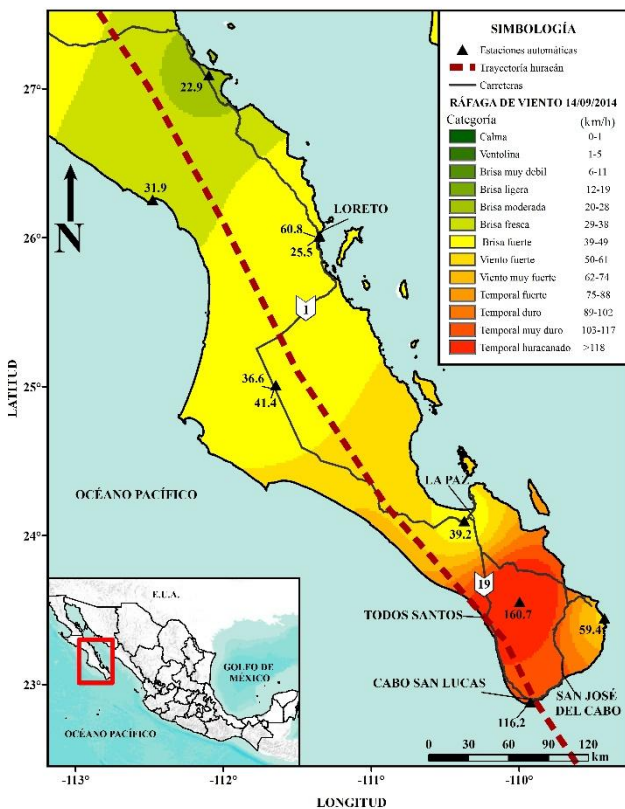 SIMBOLOGÍA
Estaciones automáticas
Trayectoría huracán
Carreteras
RÁFAGA DE VIENTO 14/09/2014
Categoría (km/h)
Calma 0-1
Ventolina 1-5
Brisa muy debil 6-11
Brisa ligera 12-19
Brisa moderada 20-28
Brisa fresca 29-38
Brisa fuerte 39-49
Viento fuerte 50-61
Viento muy fuerte 62-74
Temporal fuerte 75-88
Temporal duro 89-102
Temporal muy duro 103-117
Temporal huracanado >118
27°
22.9
31.9
N
26°
60.8
LORETO
25.5
1
LATITUD
25°
36.6
41.4
OCÉANO PACÍFICO
LA PAZ
24°
39.2
19
TODOS SANTOS
160.7
59.4
23°
CABO SAN LUCAS
SAN JOSÉ
DEL CABO
116.2
E.U.A.
GOLFO DE
MÉXICO
OCÉANO PACÍFICO
0 30 60 90 120
km
-113° -112° -111° -110°
LONGITUD